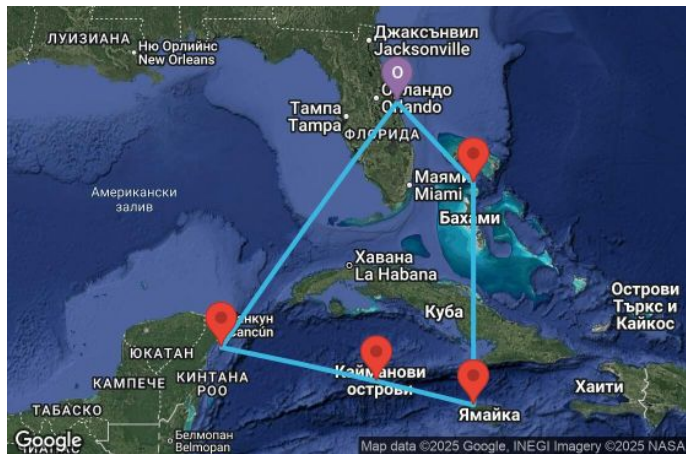 ЛУИЗИАНА
Ню Орлийнс
New Orleans
Джаксънвил
Jacksonville
O
Орландо
Orlando
Тампа
Tampa
ФЛОРИДА
Маями
Miami
Американски
залив
Бахами
Хавана
La Habana
Куба
Острови
Търкс и
Кайкос
Канкун
Cancún
ЮКАТАН
КАМПЕЧЕ
КИНТАНА
РОО
Кайманови
острови
Хаити
Ямайка
ТАБАСКО
Белмопан
Belmopan
Google
Map data ©2025 Google, INEGI Imagery ©2025 NASA